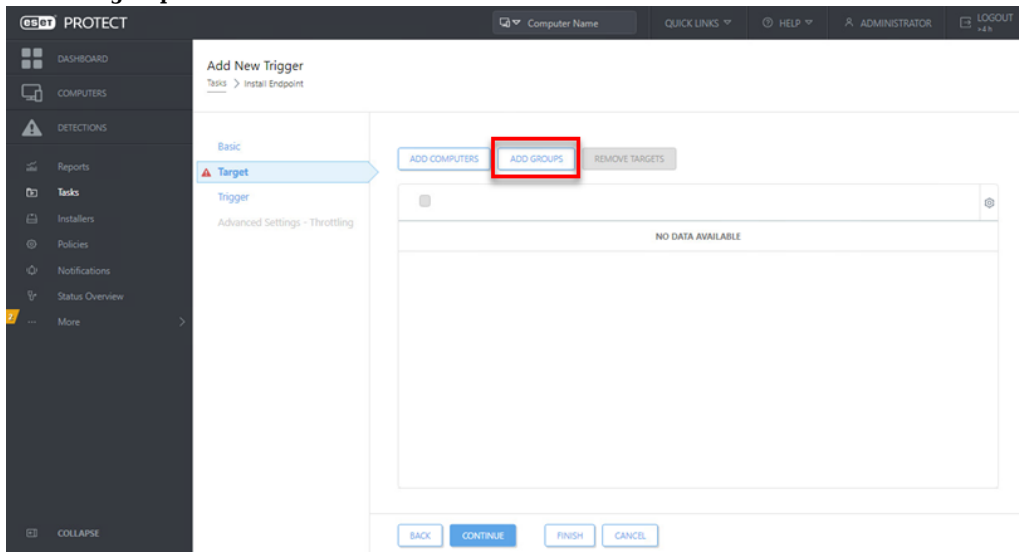 eset PROTECT
Computer Name
QUICK LINKS
HELP
ADMINISTRATOR
LOGOUT
>4 h
DASHBOARD
COMPUTERS
DETECTIONS
Reports
Tasks
Installers
Policies
Notifications
Status Overview
2
More
COLLAPSE
Add New Trigger
Tasks > Install Endpoint
Basic
Target
Trigger
Advanced Settings - Throttling
ADD COMPUTERS
ADD GROUPS
REMOVE TARGETS
NO DATA AVAILABLE
BACK
CONTINUE
FINISH
CANCEL